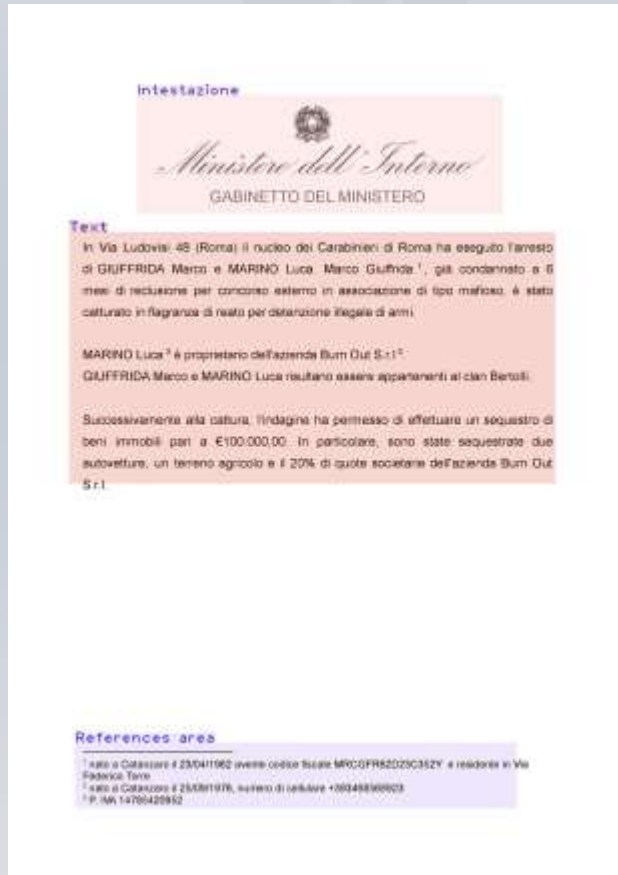 Intestazione
Ministero dell'Interno
GABINETTO DEL MINISTERO
Text
In Via Ludovisi 48 (Roma) il nucleo dei Carabinieri di Roma ha eseguito l'arresto
di GIUFFRIDA Marco e MARINO Luca. Marco Giuffrida ¹, già condannato a 6
mesi di reclusione per concorso esterno in associazione di tipo mafioso, è stato
catturato in flagranza di reato per detenzione illegale di armi.
MARINO Luca ² è proprietario dell'azienda Burn Out S.r.l ³.
GIUFFRIDA Marco e MARINO Luca risultano essere appartenenti al clan Bertolli.
Successivamente alla cattura, l'indagine ha permesso di effettuare un sequestro di
beni immobili pari a €100.000,00. In particolare, sono state sequestrate due
autovetture, un terreno agricolo e il 20% di quote societarie dell'azienda Burn Out
S.r.l.
References area
¹ nato a Catanzaro il 23/04/1962 avente codice fiscale e residente in Via
Federico Torre
² nato a Catanzaro il numero di cellulare
³ P. IVA